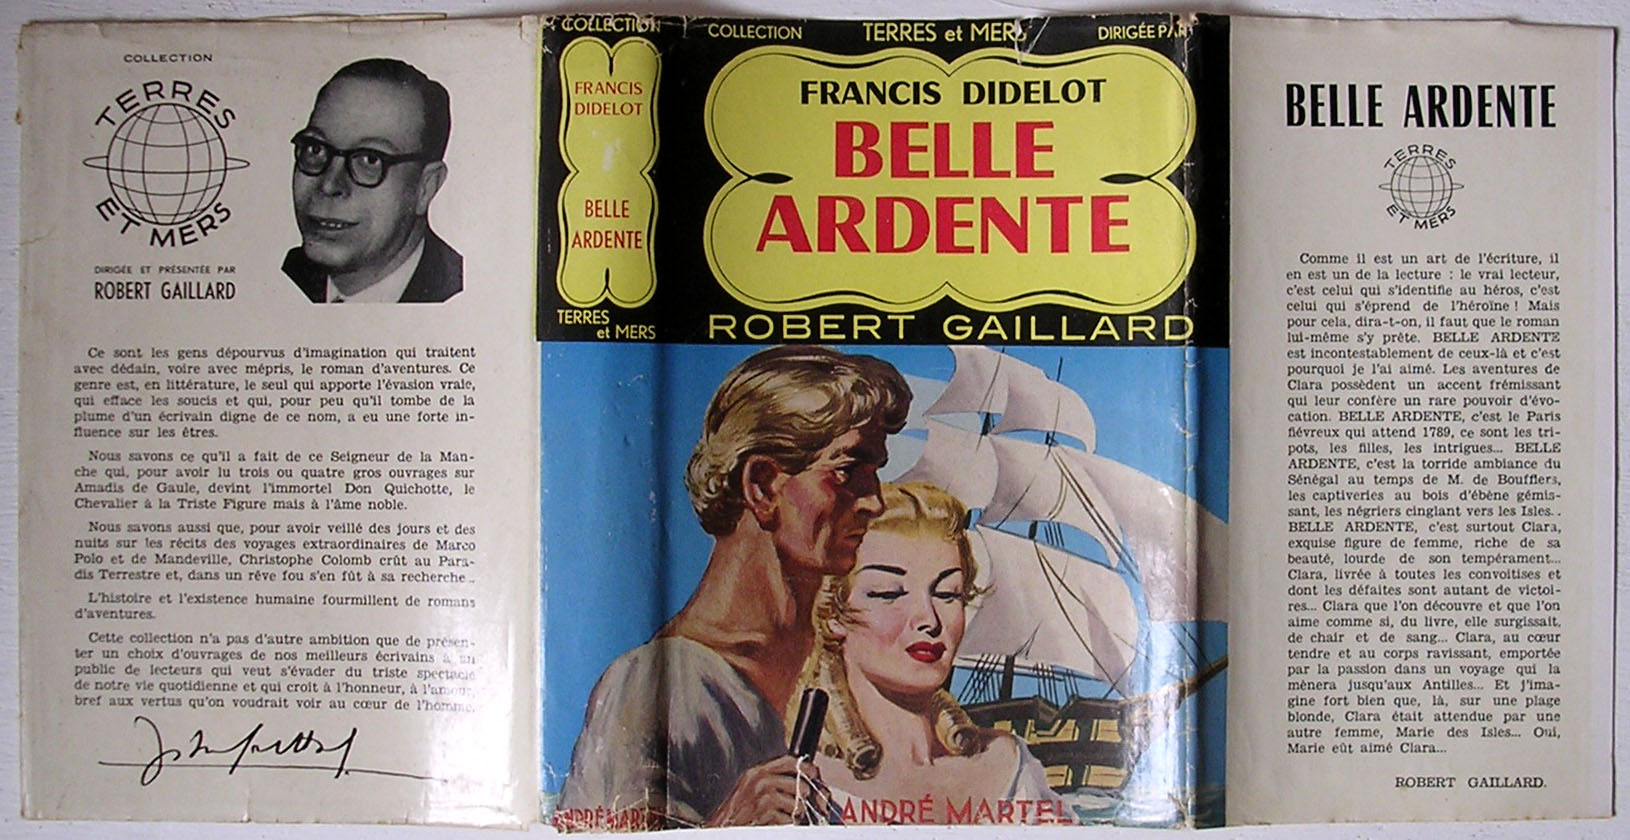 COLLECTION
TERRES
ET MERS
DIRIGÉE ET PRÉSENTÉE PAR
ROBERT GAILLARD
Ce sont les gens dépourvus d'imagination qui traitent
avec dédain, voire avec mépris, le roman d'aventures. Ce
genre est, en littérature, le seul qui apporte l'évasion vraie,
qui efface les soucis et qui, pour peu qu'il tombe de la
plume d'un écrivain digne de ce nom, a eu une forte in-
fluence sur les êtres.
Nous savons ce qu'il a fait de ce Seigneur de la Man-
che qui, pour avoir lu trois ou quatre gros ouvrages sur
Amadis de Gaule, devint l'immortel Don Quichotte, le
Chevalier à la Triste Figure mais à l'âme noble.
Nous savons aussi que, pour avoir veillé des jours et des
nuits sur les récits des voyages extraordinaires de Marco
Polo et de Mandeville, Christophe Colomb crût au Para-
dis Terrestre et, dans un rêve fou s'en fût à sa recherche..
L'histoire et l'existence humaine fourmillent de romans
d'aventures.
Cette collection n'a pas d'autre ambition que de présen-
ter un choix d'ouvrages de nos meilleurs écrivains à un
public de lecteurs qui veut s'évader du triste spectacle
de notre vie quotidienne et qui croit à l'honneur, à l'amour,
bref aux vertus qu'on voudrait voir au cœur de l'homme.
COLLECTION
FRANCIS
DIDELOT
BELLE
ARDENTE
TERRES
et MERS
ANDRÉ MAR
COLLECTION TERRES et MERS DIRIGÉE PAR
FRANCIS DIDELOT
BELLE
ARDENTE
ROBERT GAILLARD
ANDRÉ MARTEL
BELLE ARDENTE
TERRES
ET MERS
Comme il est un art de l'écriture, il
en est un de la lecture : le vrai lecteur,
c'est celui qui s'identifie au héros, c'est
celui qui s'éprend de l'héroïne ! Mais
pour cela, dira-t-on, il faut que le roman
lui-même s'y prête. BELLE ARDENTE
est incontestablement de ceux-là et c'est
pourquoi je l'ai aimé. Les aventures de
Clara possèdent un accent frémissant
qui leur confère un rare pouvoir d'évo-
cation. BELLE ARDENTE, c'est le Paris
fiévreux qui attend 1789, ce sont les tri-
pots, les filles, les intrigues... BELLE
ARDENTE, c'est la torride ambiance du
Sénégal au temps de M. de Boufflers,
les captiveries au bois d'ébène gémis-
sant, les négriers cinglant vers les Isles..
BELLE ARDENTE, c'est surtout Clara,
exquise figure de femme, riche de sa
beauté, lourde de son tempérament...
Clara, livrée à toutes les convoitises et
dont les défaites sont autant de victoi-
res... Clara que l'on découvre et que l'on
aime comme si, du livre, elle surgissait,
de chair et de sang... Clara, au cœur
tendre et au corps ravissant, emportée
par la passion dans un voyage qui la
mènera jusqu'aux Antilles... Et j'ima-
gine fort bien que, là, sur une plage
blonde, Clara était attendue par une
autre femme, Marie des Isles... Oui,
Marie eût aimé Clara...
ROBERT GAILLARD.